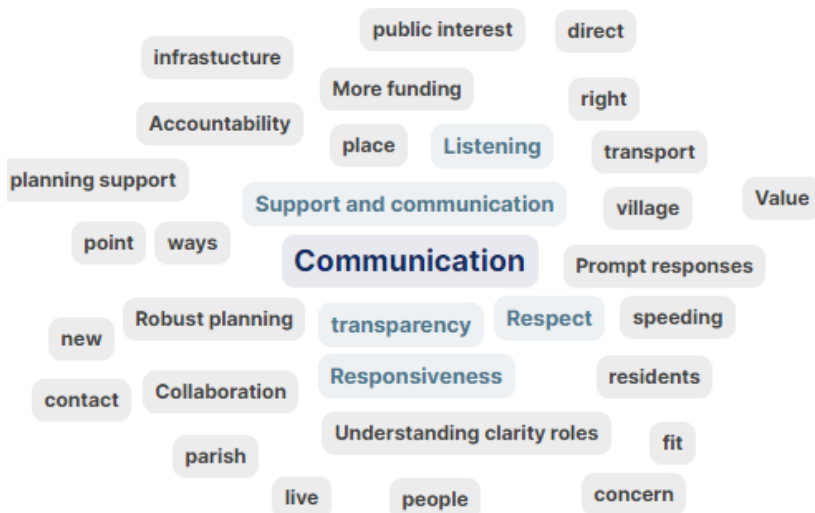 public interest
direct
infrastucture
More funding
right
Accountability
place
Listening
transport
planning support
Support and communication
village
Value
point
ways
Communication
Prompt responses
Robust planning
transparency
Respect
speeding
new
Responsiveness
residents
contact
Collaboration
Understanding clarity roles
fit
parish
live
people
concern